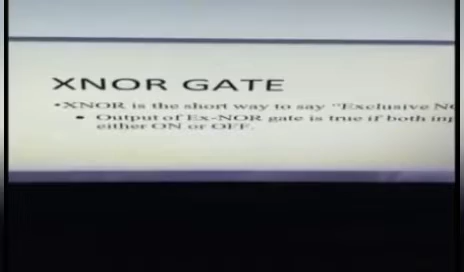 XNOR GATE
•XNOR is the short way to say "Exclusive
• Output of Ex-NOR gate is true if both
either ON or OFF.